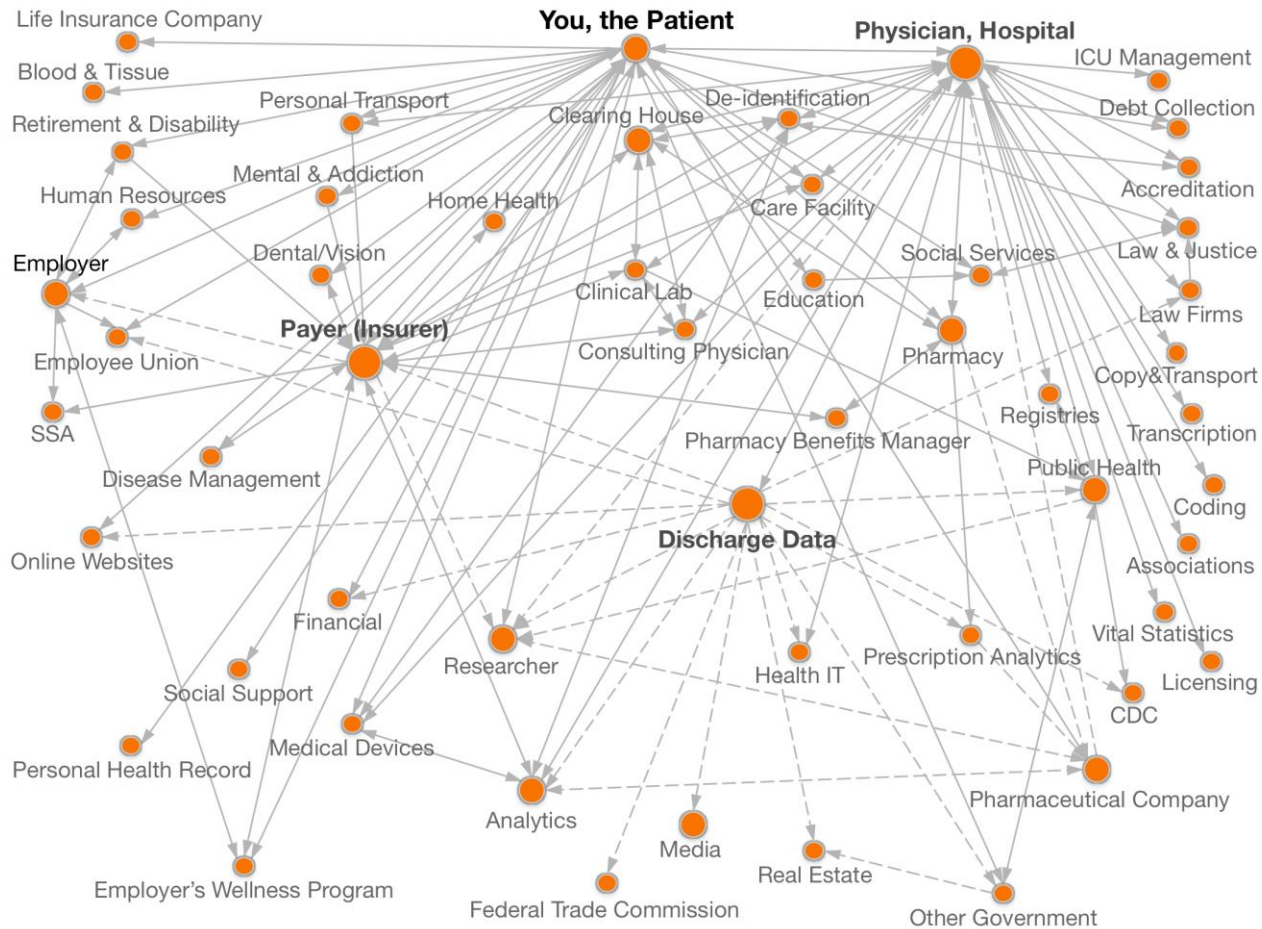 Life Insurance Company
You, the Patient
Physician, Hospital
ICU Management
Blood & Tissue
Personal Transport
De-identification
Debt Collection
Retirement & Disability
Clearing House
Mental & Addiction
Accreditation
Human Resources
Home Health
Care Facility
Dental/Vision
Social Services
Law & Justice
Employer
Clinical Lab
Education
Law Firms
Payer (Insurer)
Employee Union
Consulting Physician
Pharmacy
Copy&Transport
SSA
Registries
Transcription
Pharmacy Benefits Manager
Disease Management
Public Health
Coding
Discharge Data
Online Websites
Associations
Financial
Vital Statistics
Researcher
Health IT
Prescription Analytics
Licensing
Social Support
CDC
Medical Devices
Personal Health Record
Pharmaceutical Company
Analytics
Media
Real Estate
Employer's Wellness Program
Federal Trade Commission
Other Government